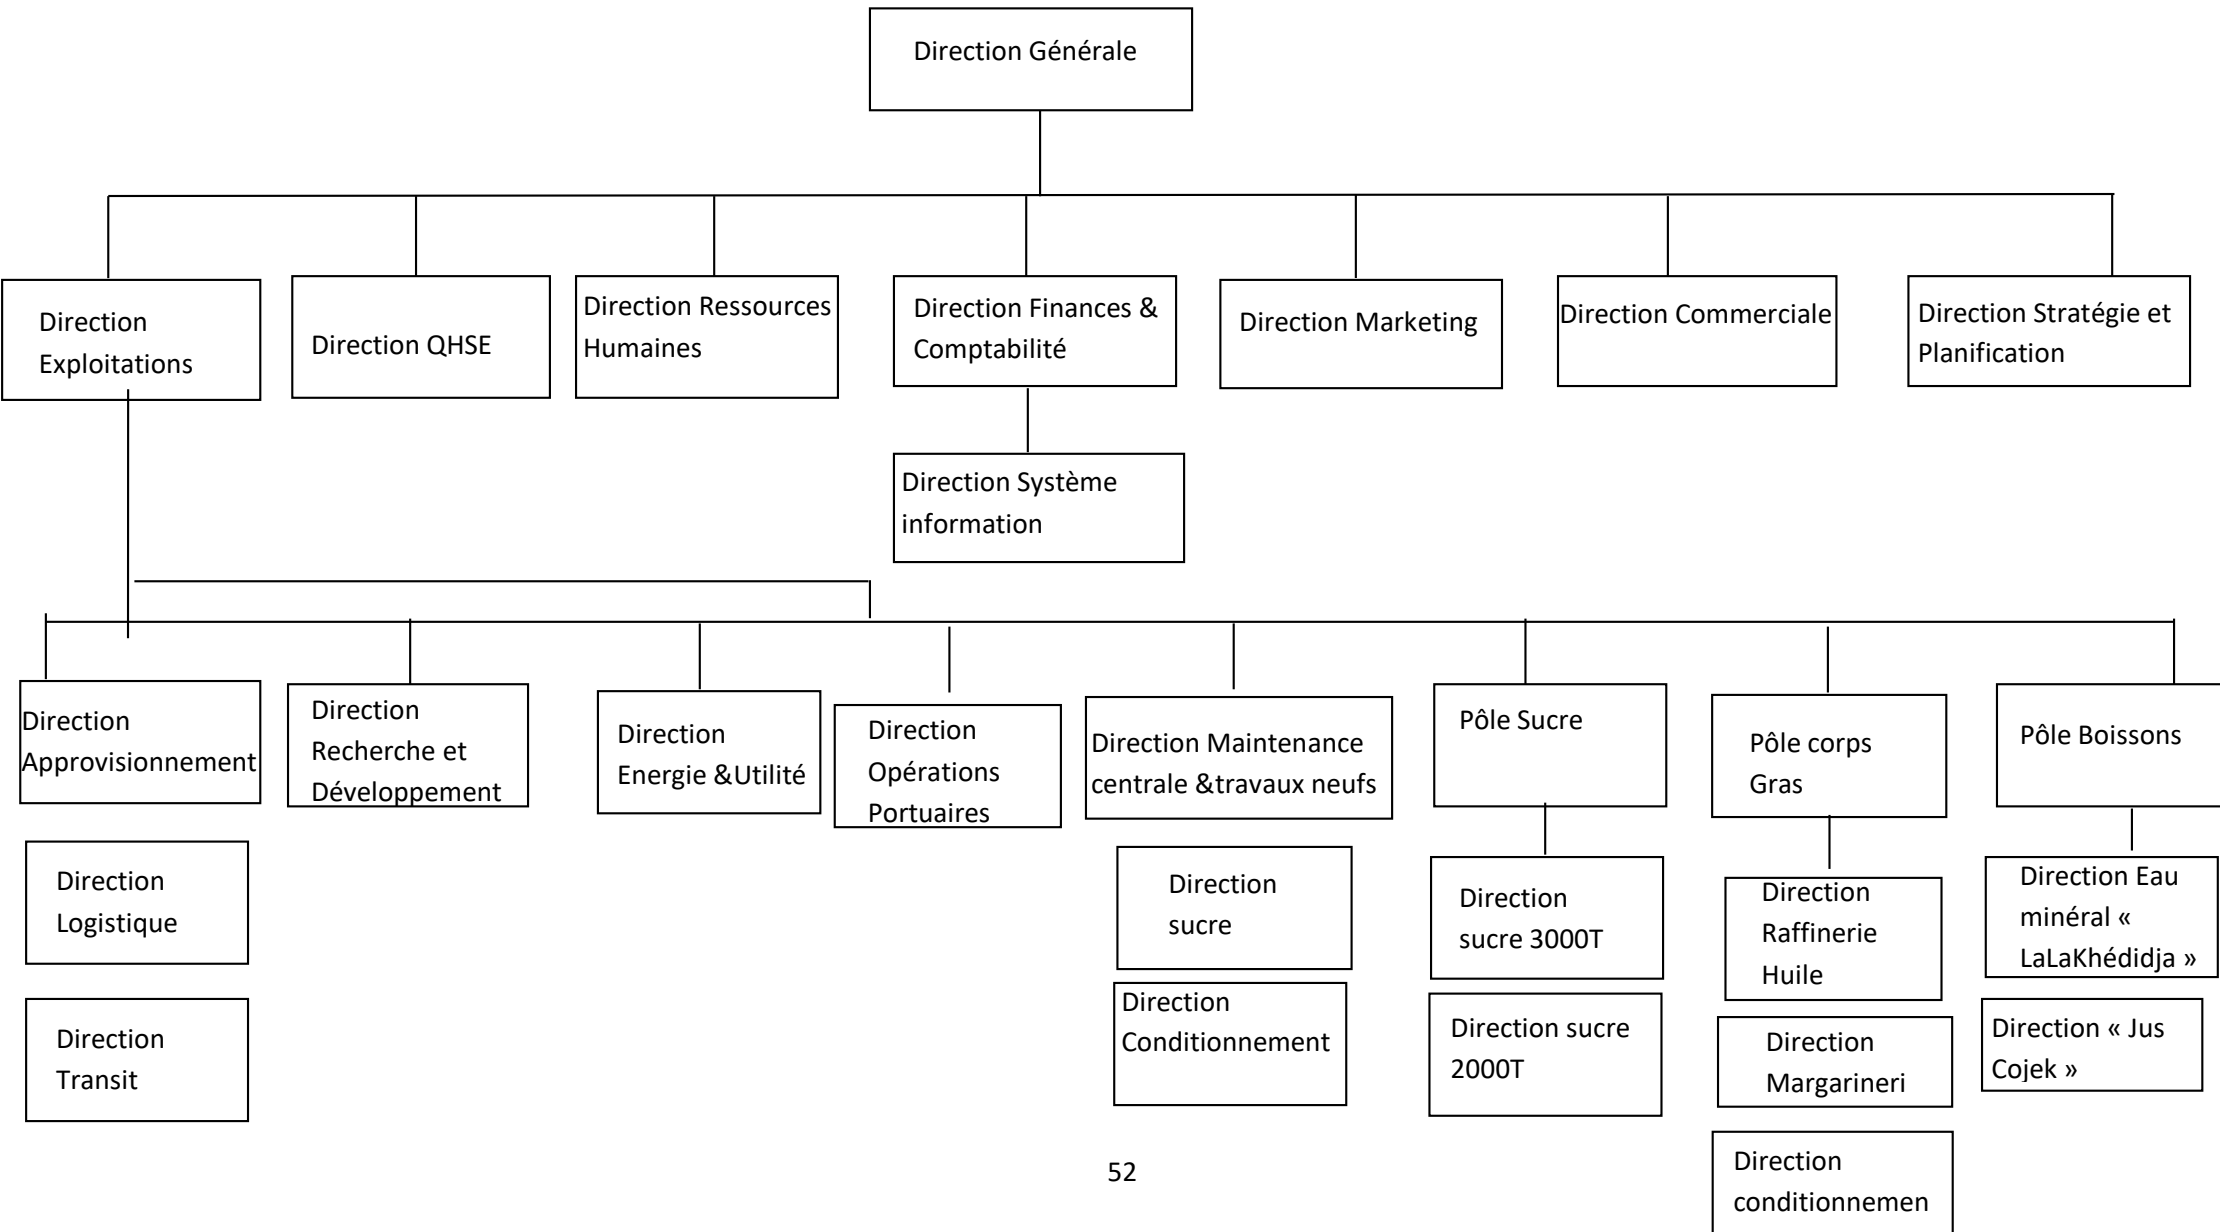 Direction Générale
Direction
Exploitations
Direction QHSE
Direction Ressources
Humaines
Direction Finances &
Comptabilité
Direction Marketing
Direction Commerciale
Direction Stratégie et
Planification
Direction Système
information
Direction
Approvisionnement
Direction
Recherche et
Développement
Direction
Energie &Utilité
Direction
Opérations
Portuaires
Direction Maintenance
centrale &travaux neufs
Pôle Sucre
Pôle corps
Gras
Pôle Boissons
Direction
Logistique
Direction
sucre
Direction
sucre 3000T
Direction
Raffinerie
Huile
Direction Eau
minéral «
LaLaKhédidja »
Direction
Transit
Direction
Conditionnement
Direction sucre
2000T
Direction
Margarineri
Direction « Jus
Cojek »
Direction
conditionnemen
52